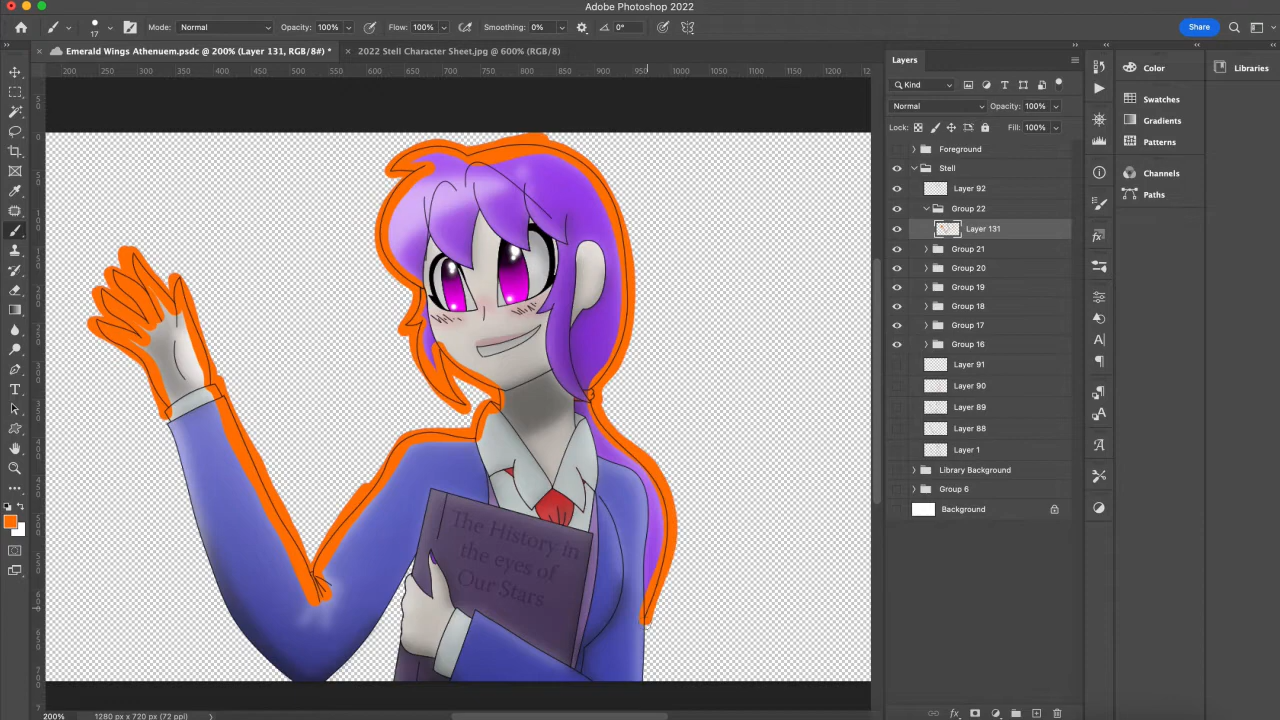 Adobe Photoshop 2022
17 Mode: Normal Opacity: 100% Flow: 100% Smoothing: 0% 0° Share
× Emerald Wings Athenuem.psdc @ 200% (Layer 131, RGB/8#) * × 2022 Stell Character Sheet.jpg @ 600% (RGB/8)
200 250 300 350 400 450 500 550 600 650 700 750 800 850 900 950 1000 1050 1100 1150 1200
Layers
Kind
Normal Opacity: 100%
Lock: Fill: 100%
Foreground
Stell
Layer 92
Group 22
Layer 131
Group 21
Group 20
Group 19
Group 18
Group 17
Group 16
Layer 91
Layer 90
Layer 89
Layer 88
Layer 1
Library Background
Group 6
Background
Color
Swatches
Gradients
Patterns
Channels
Paths
Libraries
The History in
the eyes of
Our Stars
200% 1280 px x 720 px (72 ppi)